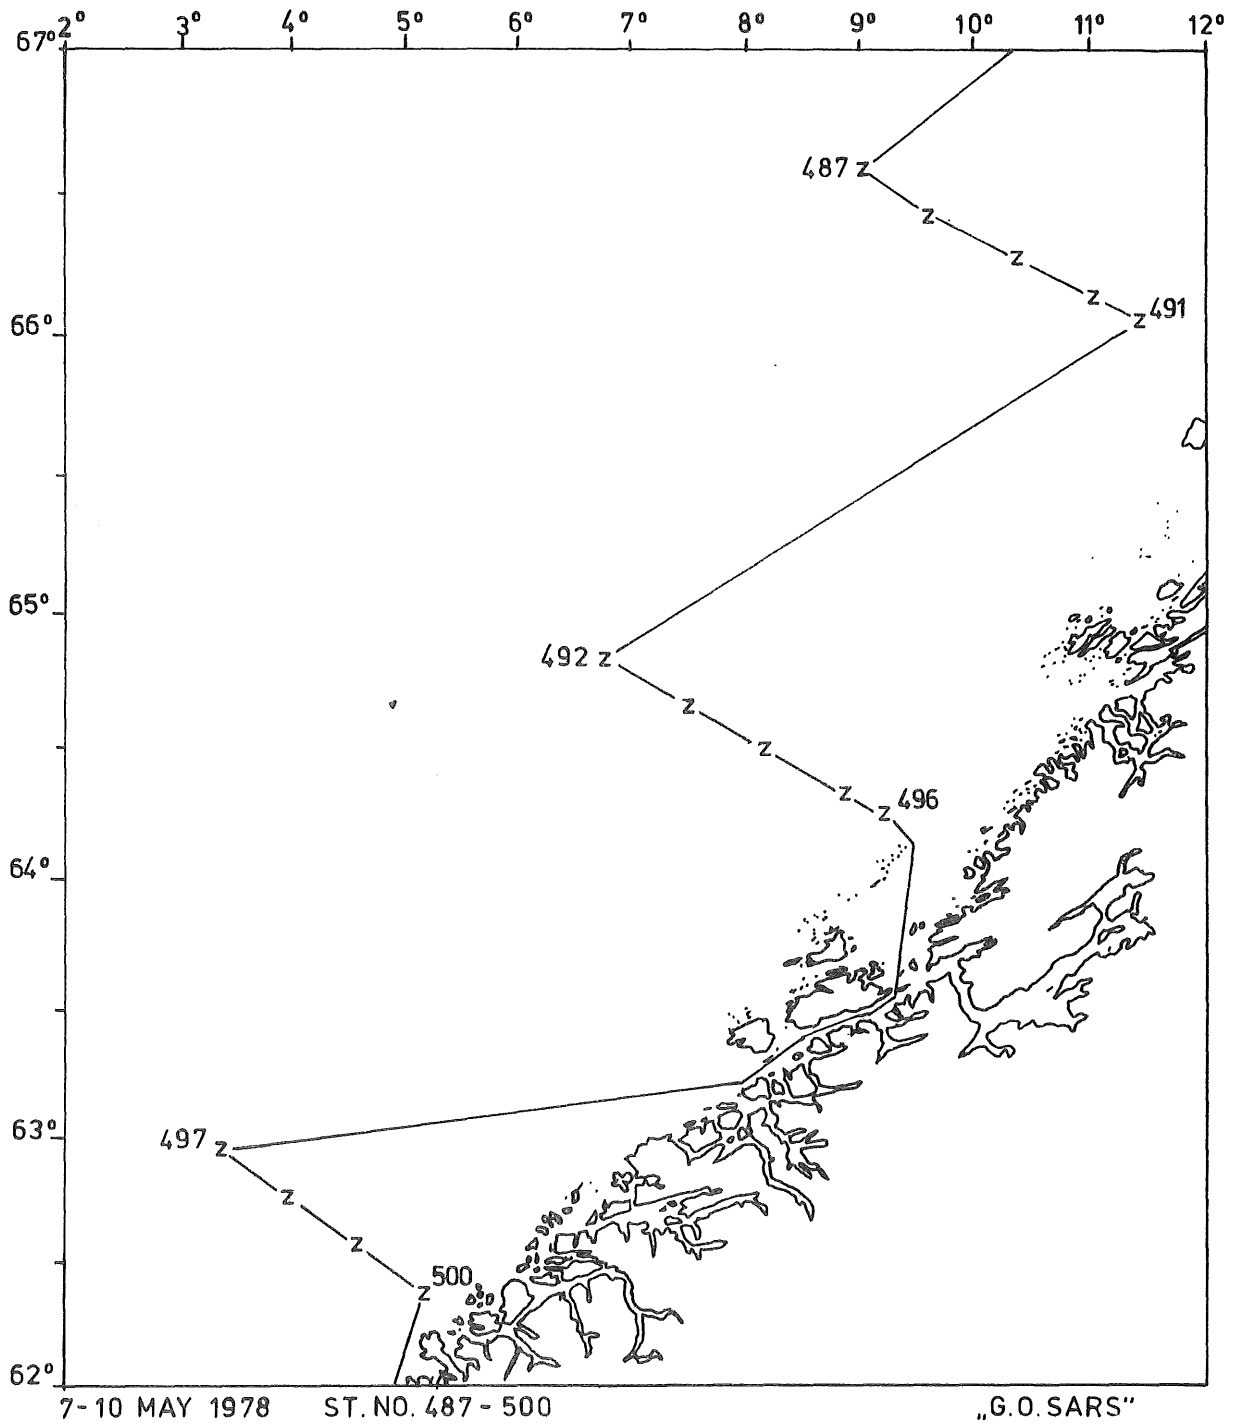 2° 3° 4° 5° 6° 7° 8° 9° 10° 11° 12°
67°
487 z
z
z
z
z 491
66°
65°
492 z
z
z
z
z 496
64°
63°
497 z
z
z
z 500
62°
7-10 MAY 1978 ST. NO. 487 - 500 „G.O. SARS"